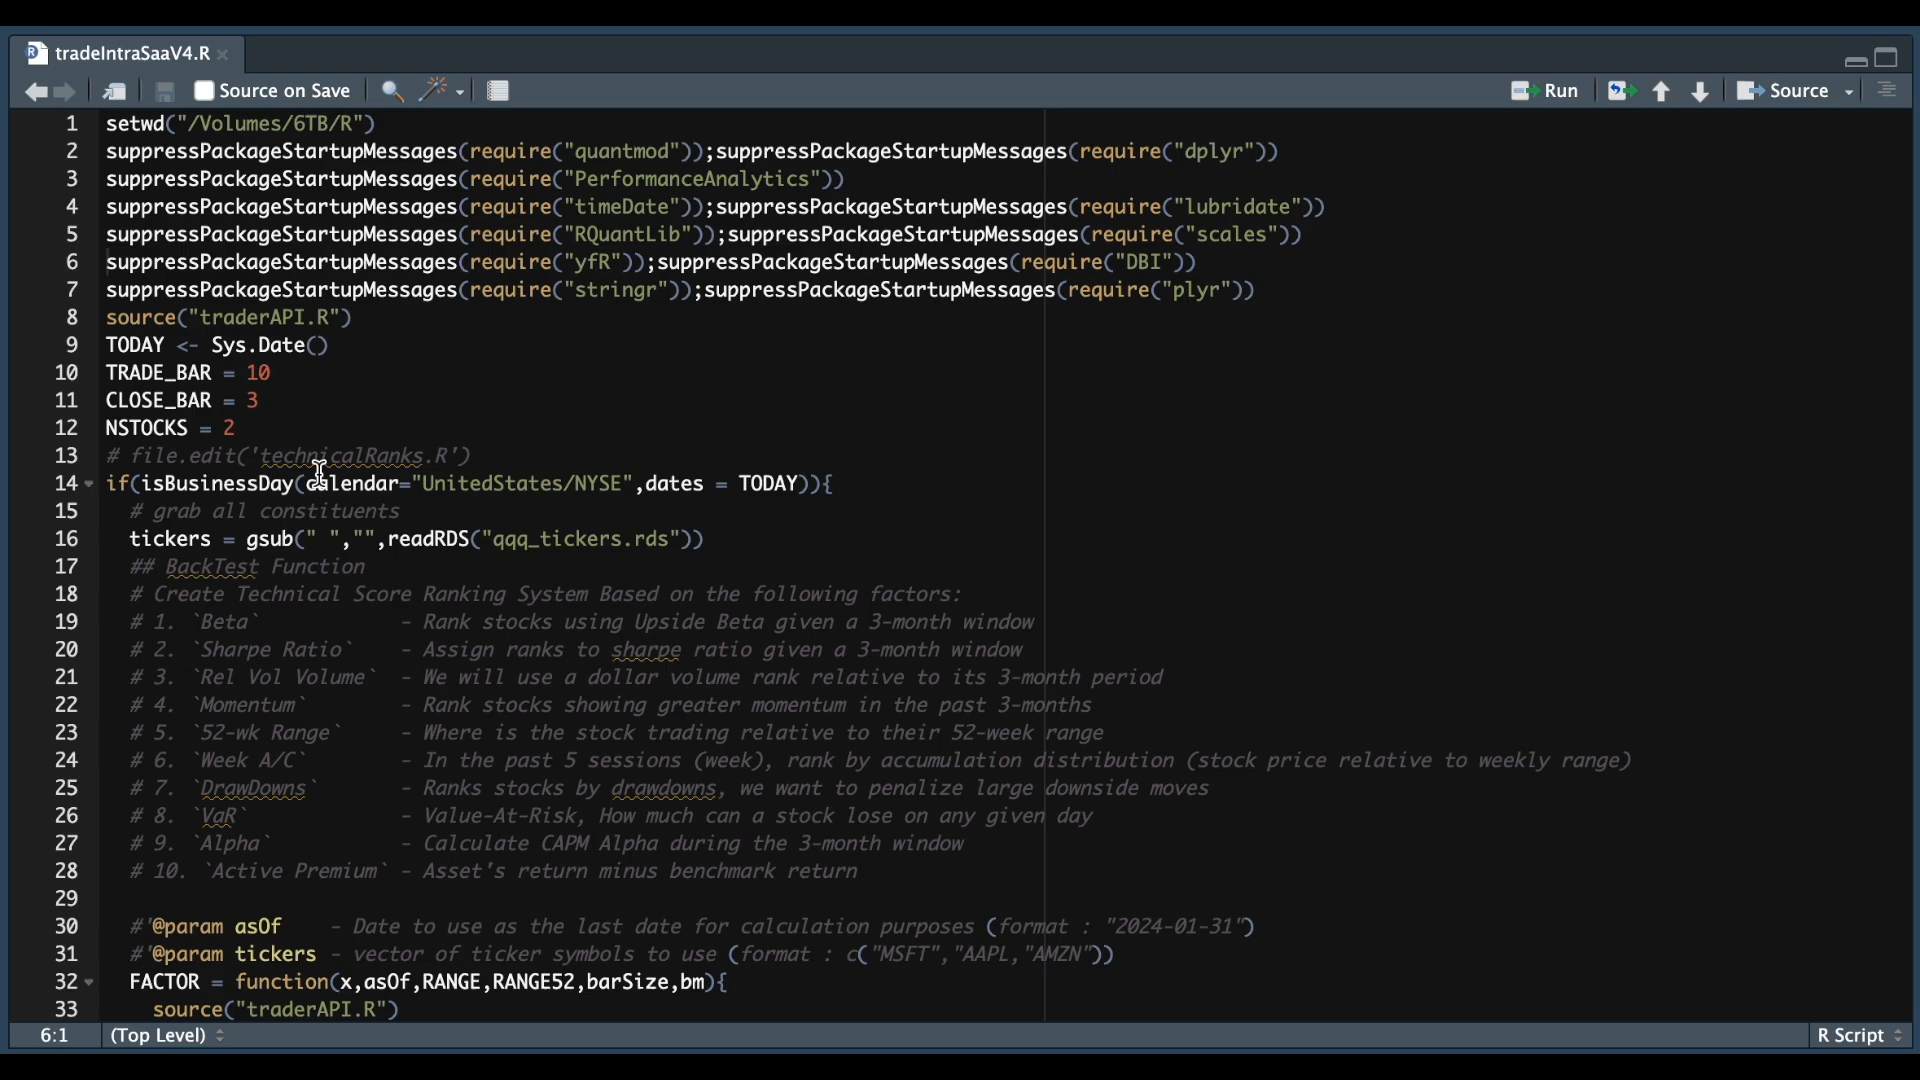 tradeIntraSaaV4.R
Source on Save Run Source
1 setwd("/Volumes/6TB/R")
2 suppressPackageStartupMessages(require("quantmod"));suppressPackageStartupMessages(require("dplyr"))
3 suppressPackageStartupMessages(require("PerformanceAnalytics"))
4 suppressPackageStartupMessages(require("timeDate"));suppressPackageStartupMessages(require("lubridate"))
5 suppressPackageStartupMessages(require("RQuantLib"));suppressPackageStartupMessages(require("scales"))
6 suppressPackageStartupMessages(require("yfR"));suppressPackageStartupMessages(require("DBI"))
7 suppressPackageStartupMessages(require("stringr"));suppressPackageStartupMessages(require("plyr"))
8 source("traderAPI.R")
9 TODAY <- Sys.Date()
10 TRADE_BAR = 10
11 CLOSE_BAR = 3
12 NSTOCKS = 2
13 # file.edit('technicalRanks.R')
14 if(isBusinessDay(calendar="UnitedStates/NYSE",dates = TODAY)){
15 # grab all constituents
16 tickers = gsub(" ","",readRDS("qqq_tickers.rds"))
17 ## BackTest Function
18 # Create Technical Score Ranking System Based on the following factors:
19 # 1. `Beta` - Rank stocks using Upside Beta given a 3-month window
20 # 2. `Sharpe Ratio` - Assign ranks to sharpe ratio given a 3-month window
21 # 3. `Rel Vol Volume` - We will use a dollar volume rank relative to its 3-month period
22 # 4. `Momentum` - Rank stocks showing greater momentum in the past 3-months
23 # 5. `52-wk Range` - Where is the stock trading relative to their 52-week range
24 # 6. `Week A/C` - In the past 5 sessions (week), rank by accumulation distribution (stock price relative to weekly range)
25 # 7. `DrawDowns` - Ranks stocks by drawdowns, we want to penalize large downside moves
26 # 8. `VaR` - Value-At-Risk, How much can a stock lose on any given day
27 # 9. `Alpha` - Calculate CAPM Alpha during the 3-month window
28 # 10. `Active Premium` - Asset's return minus benchmark return
29
30 #'@param asOf - Date to use as the last date for calculation purposes (format : "2024-01-31")
31 #'@param tickers - vector of ticker symbols to use (format : c("MSFT","AAPL,"AMZN"))
32 FACTOR = function(x,asOf,RANGE,RANGE52,barSize,bm){
33 source("traderAPI.R")
6:1 (Top Level) R Script